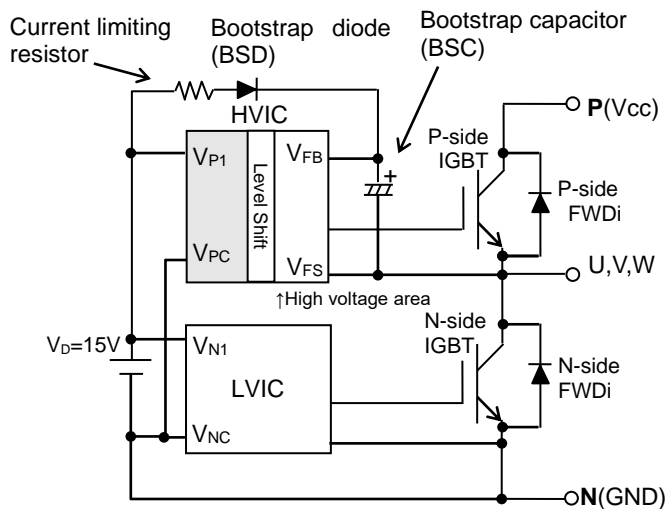 Current limiting
resistor
Bootstrap diode
(BSD)
Bootstrap capacitor
(BSC)
HVIC
P(Vcc)
VP1
Level Shift
VFB
+
P-side
IGBT
P-side
FWDi
VPC
VFS
U,V,W
↑High voltage area
VD=15V
VN1
LVIC
VNC
N-side
IGBT
N-side
FWDi
N(GND)